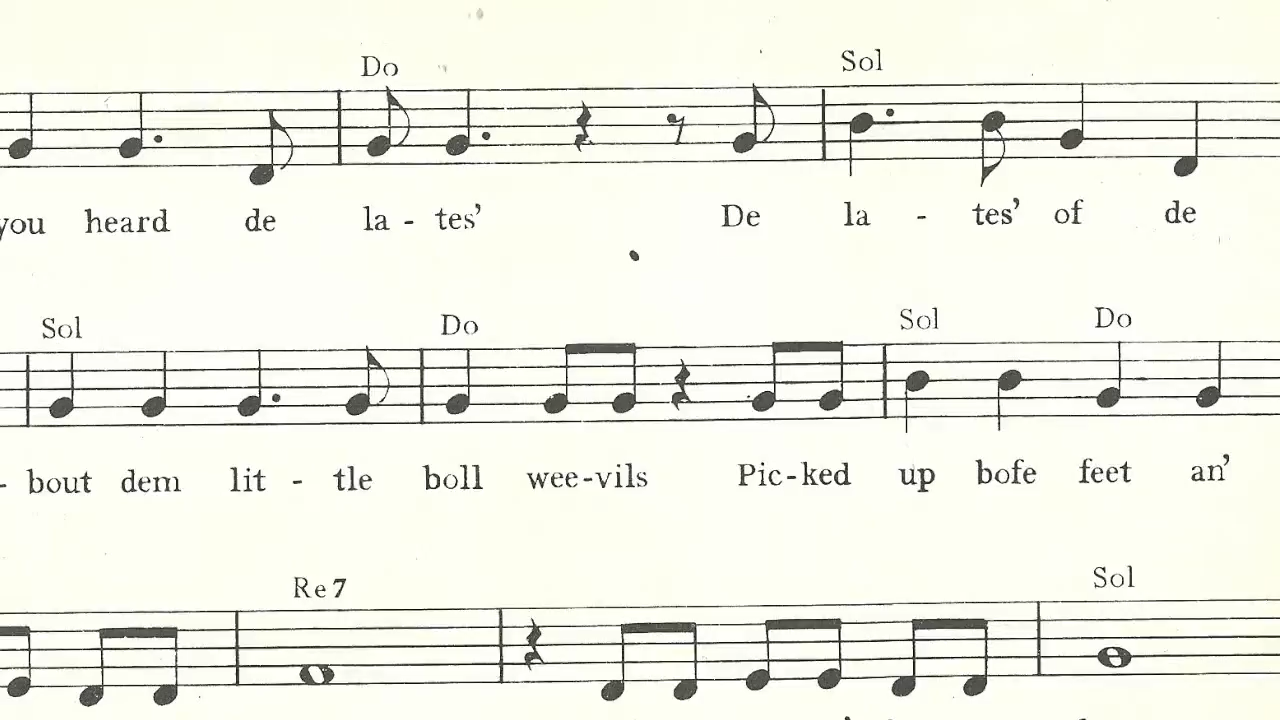 Do Sol
you heard de la - tes’ De la - tes’ of de
Sol Do Sol Do
- bout dem lit - tle boll wee-vils Pic-ked up bofe feet an’
Re7 Sol